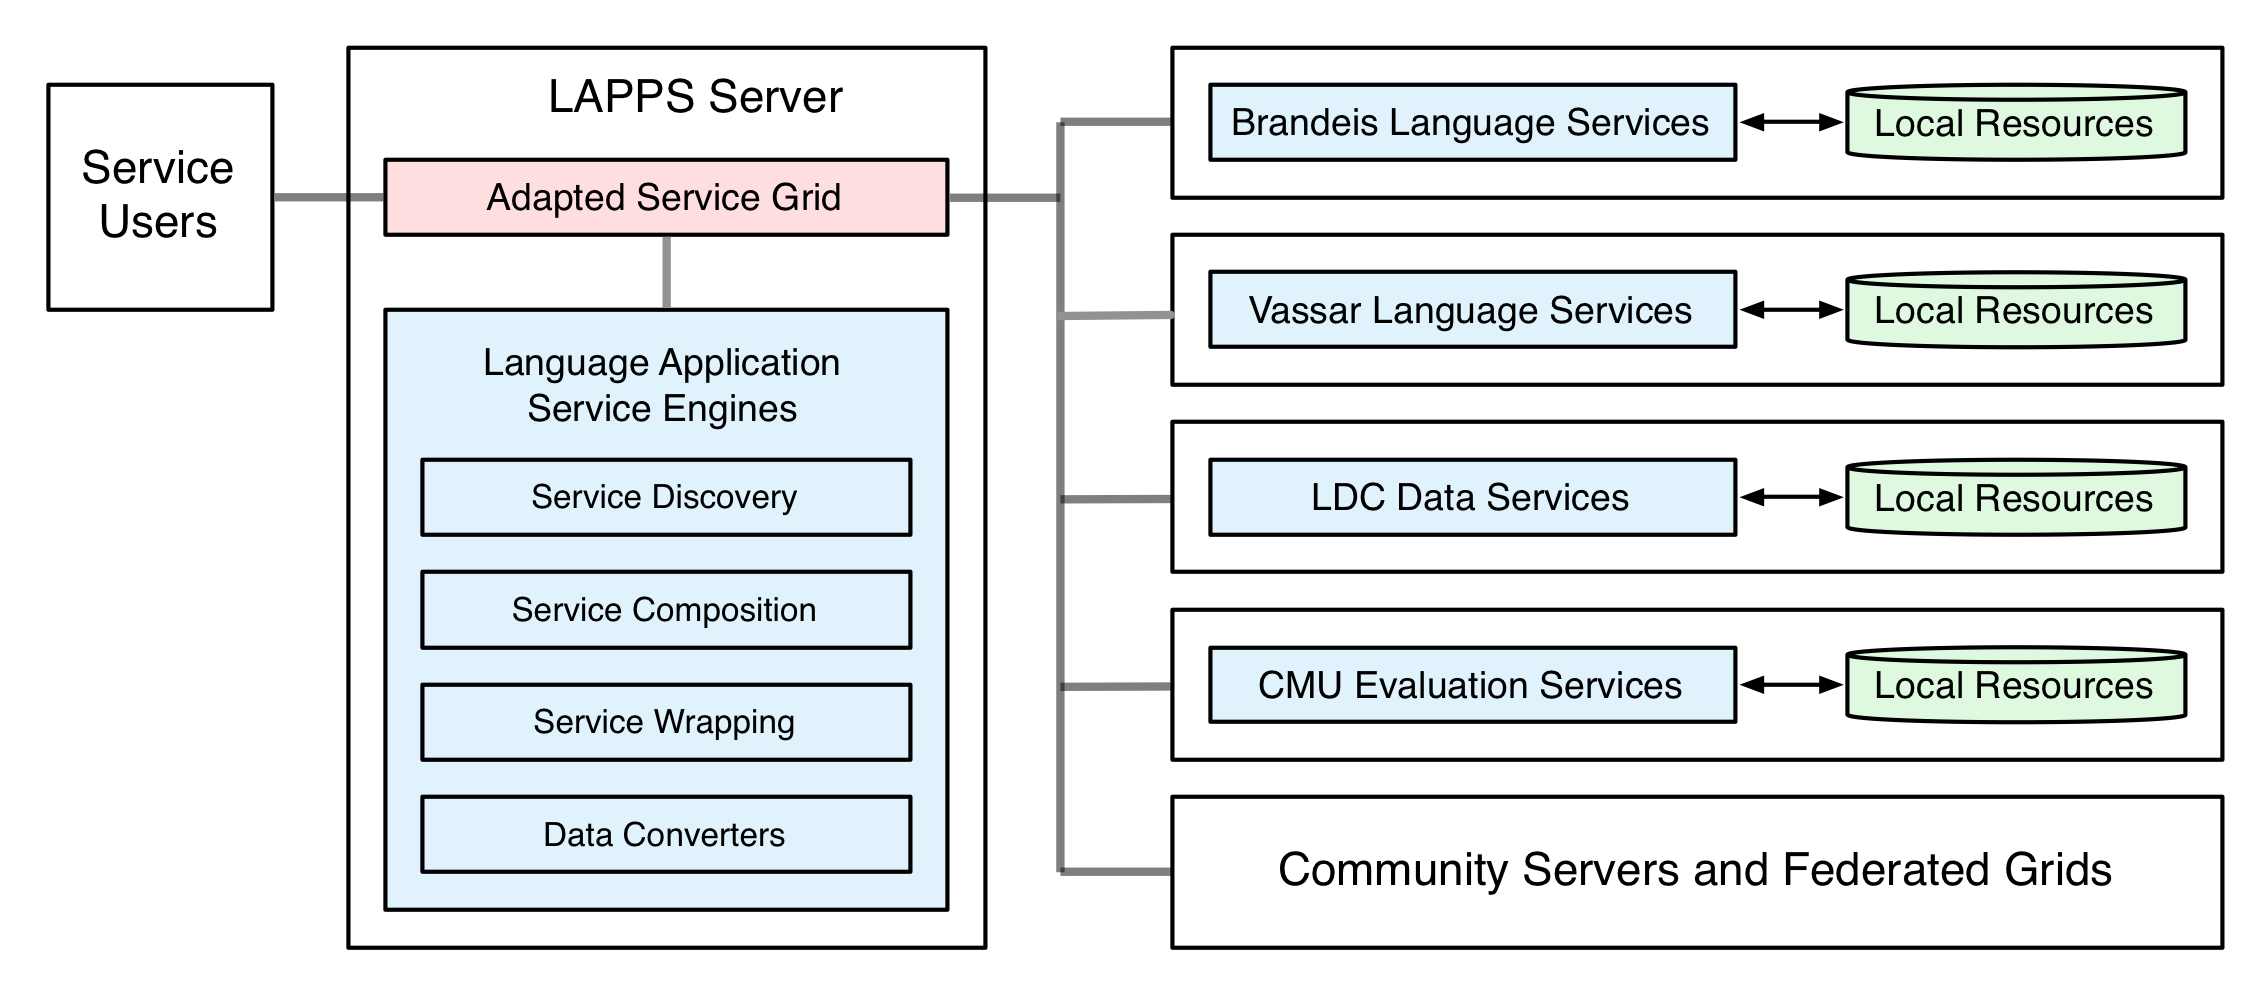 Service
Users
LAPPS Server
Adapted Service Grid
Language Application
Service Engines
Service Discovery
Service Composition
Service Wrapping
Data Converters
Brandeis Language Services
Local Resources
Vassar Language Services
Local Resources
LDC Data Services
Local Resources
CMU Evaluation Services
Local Resources
Community Servers and Federated Grids